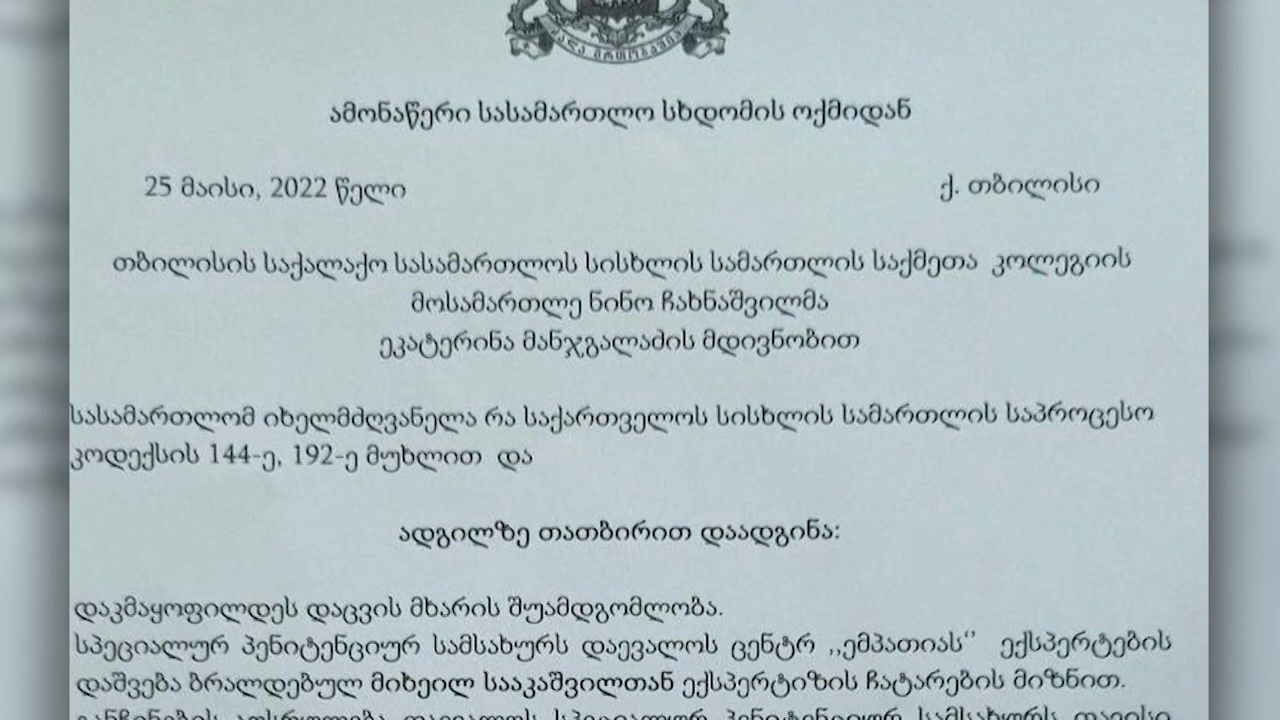 ძალა ერთობაშია
ამონაწერი სასამართლო სხდომის ოქმიდან
25 მაისი, 2022 წელი
ქ. თბილისი
თბილისის საქალაქო სასამართლოს სისხლის სამართლის საქმეთა კოლეგიის
მოსამართლე ნინო ჩახნაშვილმა
ეკატერინა მანჯგალაძის მდივნობით
სასამართლომ იხელმძღვანელა რა საქართველოს სისხლის სამართლის საპროცესო
კოდექსის 144-ე, 192-ე მუხლით და
ადგილზე თათბირით დაადგინა:
დაკმაყოფილდეს დაცვის მხარის შუამდგომლობა.
სპეციალურ პენიტენციურ სამსახურს დაევალოს ცენტრ ,,ემპათიას‘‘ ექსპერტების
დაშვება ბრალდებულ მიხეილ სააკაშვილთან ექსპერტიზის ჩატარების მიზნით.